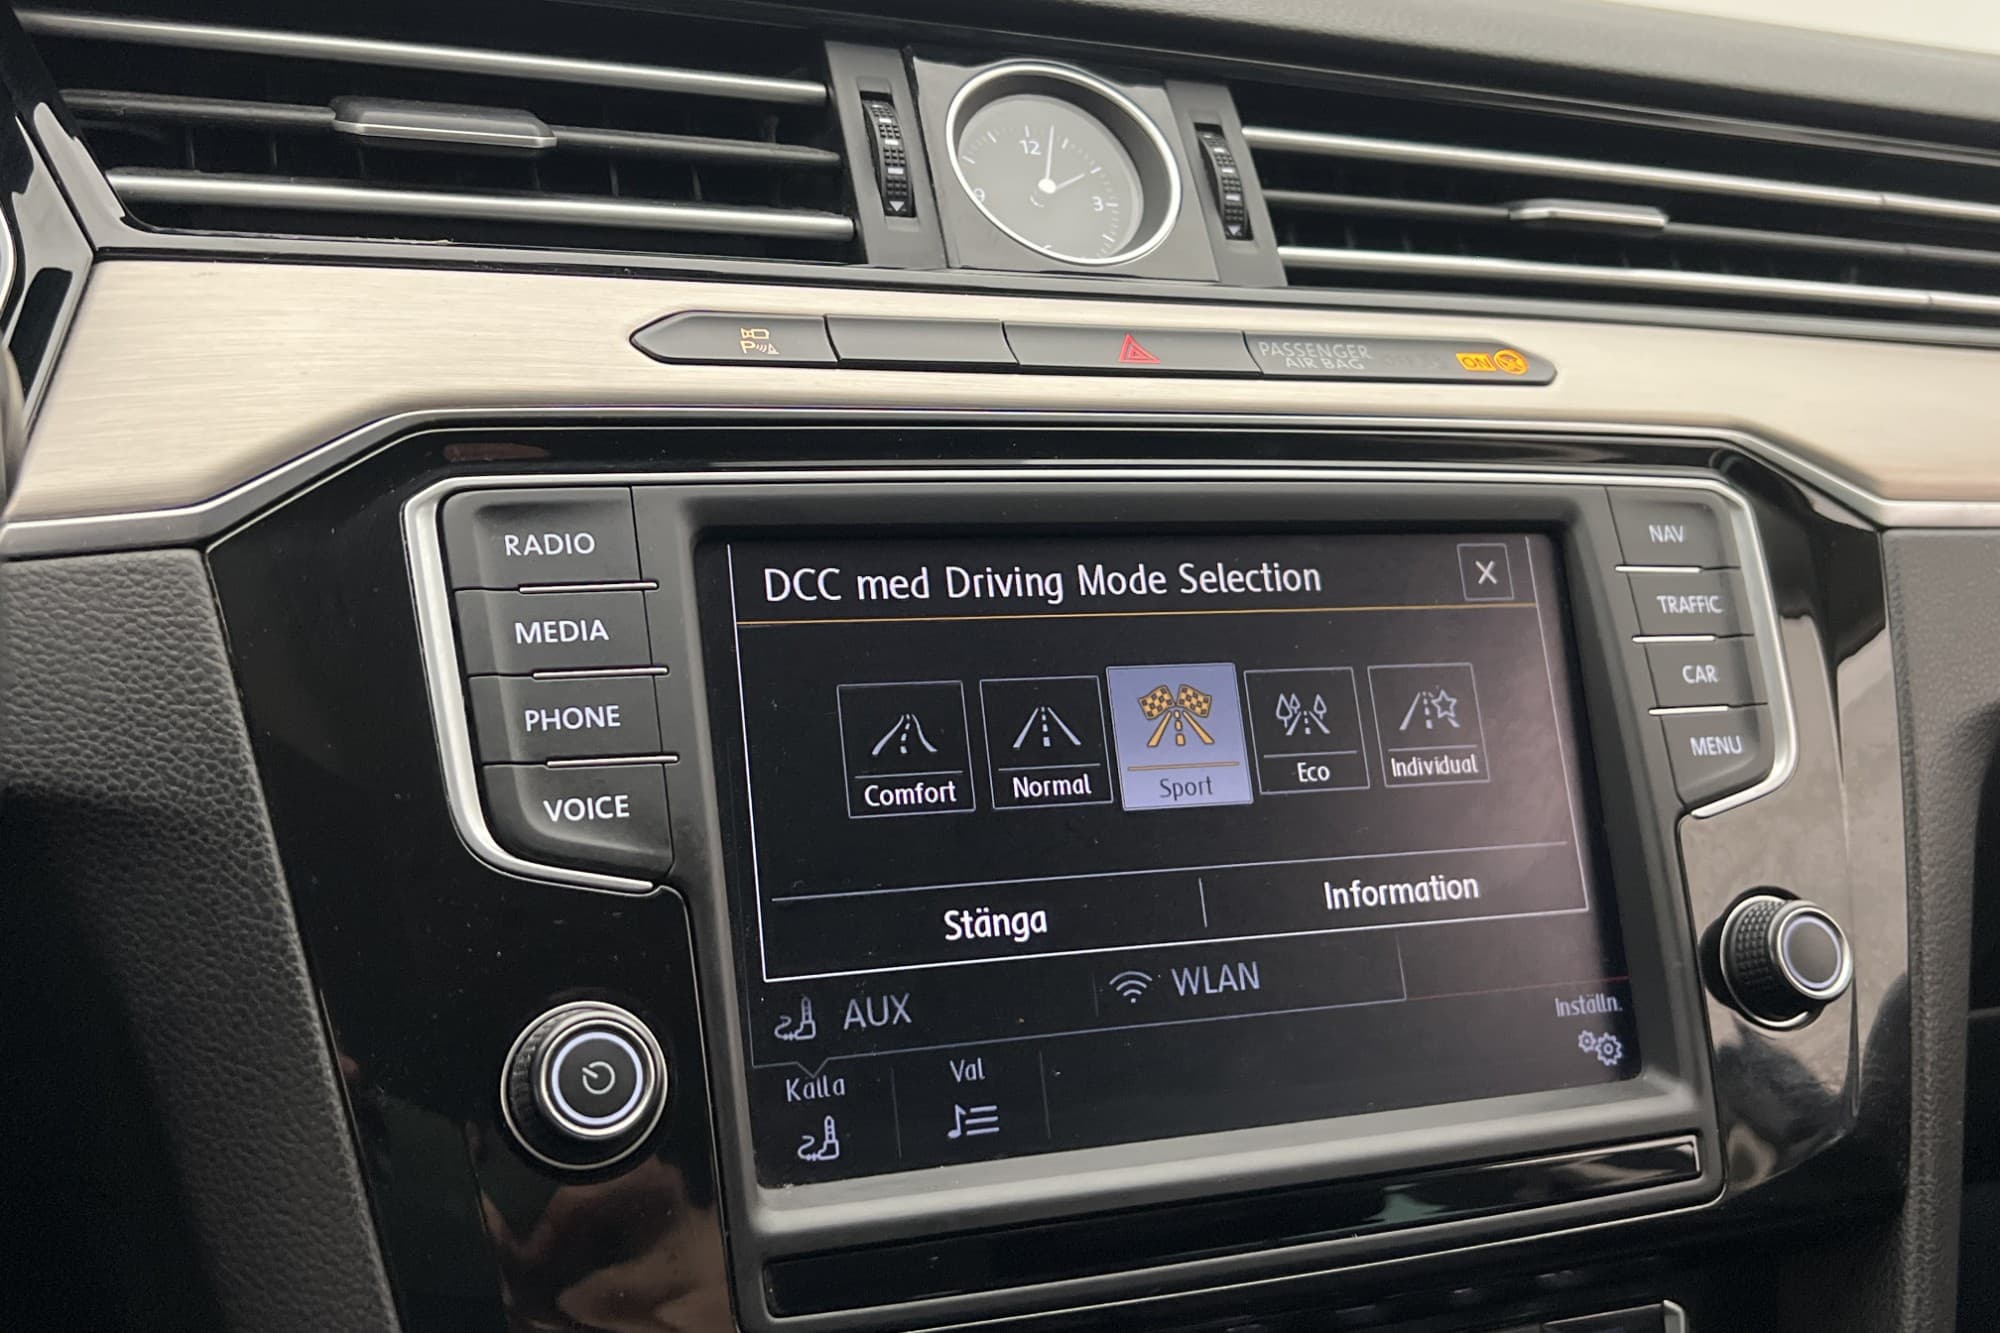 12
9
3
P
PASSENGER
AIR BAG
ON
RADIO
MEDIA
PHONE
VOICE
NAV
TRAFFIC
CAR
MENU
DCC med Driving Mode Selection
X
Comfort
Normal
Sport
Eco
Individual
Stänga
Information
AUX
WLAN
Inställn.
Källa
Val